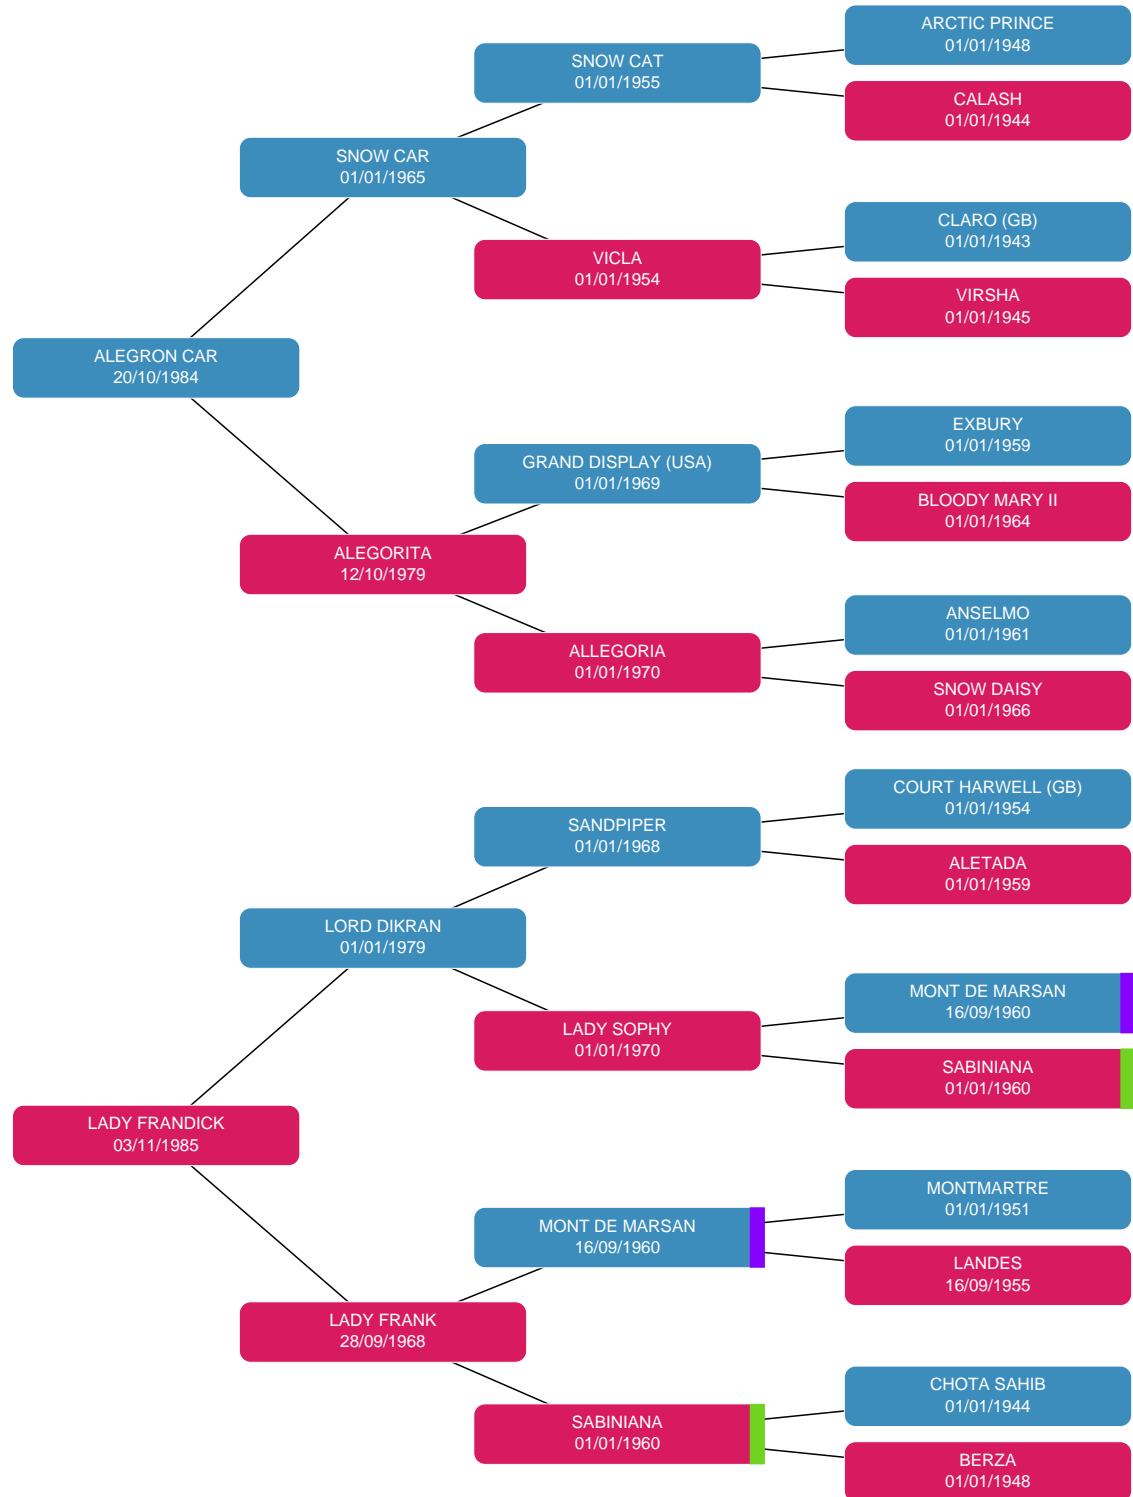 ARCTIC PRINCE
01/01/1948
SNOW CAT
01/01/1955
CALASH
01/01/1944
SNOW CAR
01/01/1965
CLARO (GB)
01/01/1943
VICLA
01/01/1954
VIRSHA
01/01/1945
ALEGRON CAR
20/10/1984
EXBURY
01/01/1959
GRAND DISPLAY (USA)
01/01/1969
BLOODY MARY II
01/01/1964
ALEGORITA
12/10/1979
ANSELMO
01/01/1961
ALLEGORIA
01/01/1970
SNOW DAISY
01/01/1966
COURT HARWELL (GB)
01/01/1954
SANDPIPER
01/01/1968
ALETADA
01/01/1959
LORD DIKRAN
01/01/1979
MONT DE MARSAN
16/09/1960
LADY SOPHY
01/01/1970
SABINIANA
01/01/1960
LADY FRANDICK
03/11/1985
MONTMARTRE
01/01/1951
MONT DE MARSAN
16/09/1960
LANDES
16/09/1955
LADY FRANK
28/09/1968
CHOTA SAHIB
01/01/1944
SABINIANA
01/01/1960
BERZA
01/01/1948